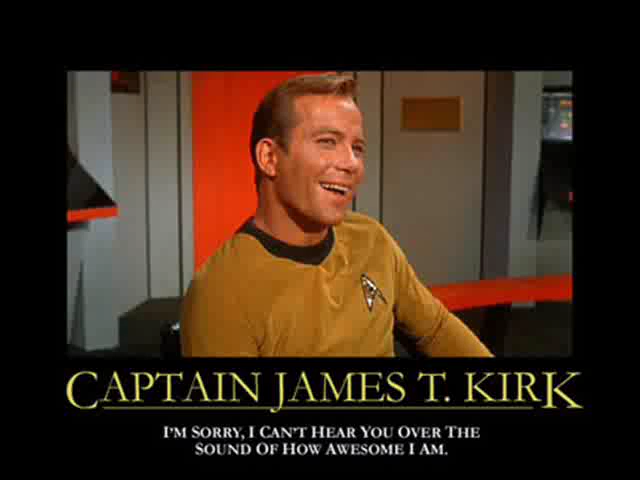 CAPTAIN JAMES T. KIRK
I'M SORRY, I CAN'T HEAR YOU OVER THE
SOUND OF HOW AWESOME I AM.